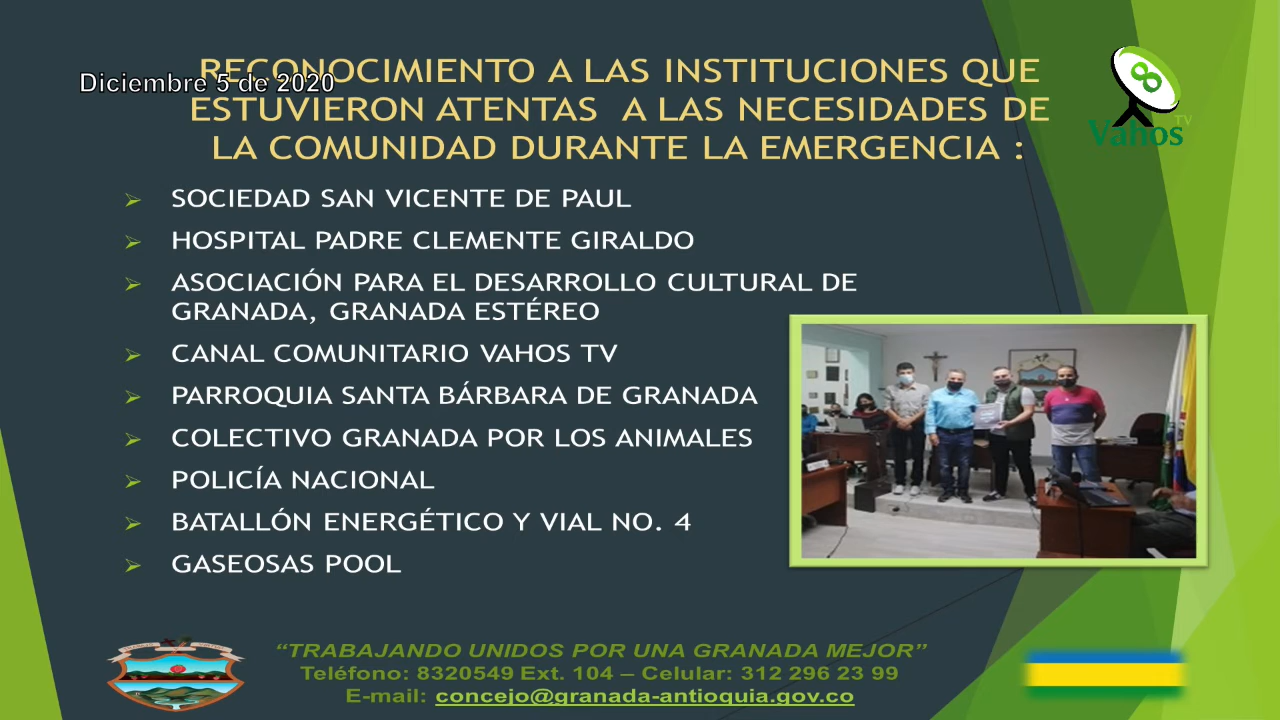 Diciembre 5 de 2020
RECONOCIMIENTO A LAS INSTITUCIONES QUE
ESTUVIERON ATENTAS A LAS NECESIDADES DE
LA COMUNIDAD DURANTE LA EMERGENCIA :
8
Vahos TV
SOCIEDAD SAN VICENTE DE PAUL
HOSPITAL PADRE CLEMENTE GIRALDO
ASOCIACIÓN PARA EL DESARROLLO CULTURAL DE
GRANADA, GRANADA ESTÉREO
CANAL COMUNITARIO VAHOS TV
PARROQUIA SANTA BÁRBARA DE GRANADA
COLECTIVO GRANADA POR LOS ANIMALES
POLICÍA NACIONAL
BATALLÓN ENERGÉTICO Y VIAL NO. 4
GASEOSAS POOL
“TRABAJANDO UNIDOS POR UNA GRANADA MEJOR”
Teléfono: 8320549 Ext. 104 – Celular: 312 296 23 99
E-mail: concejo@granada-antioquia.gov.co